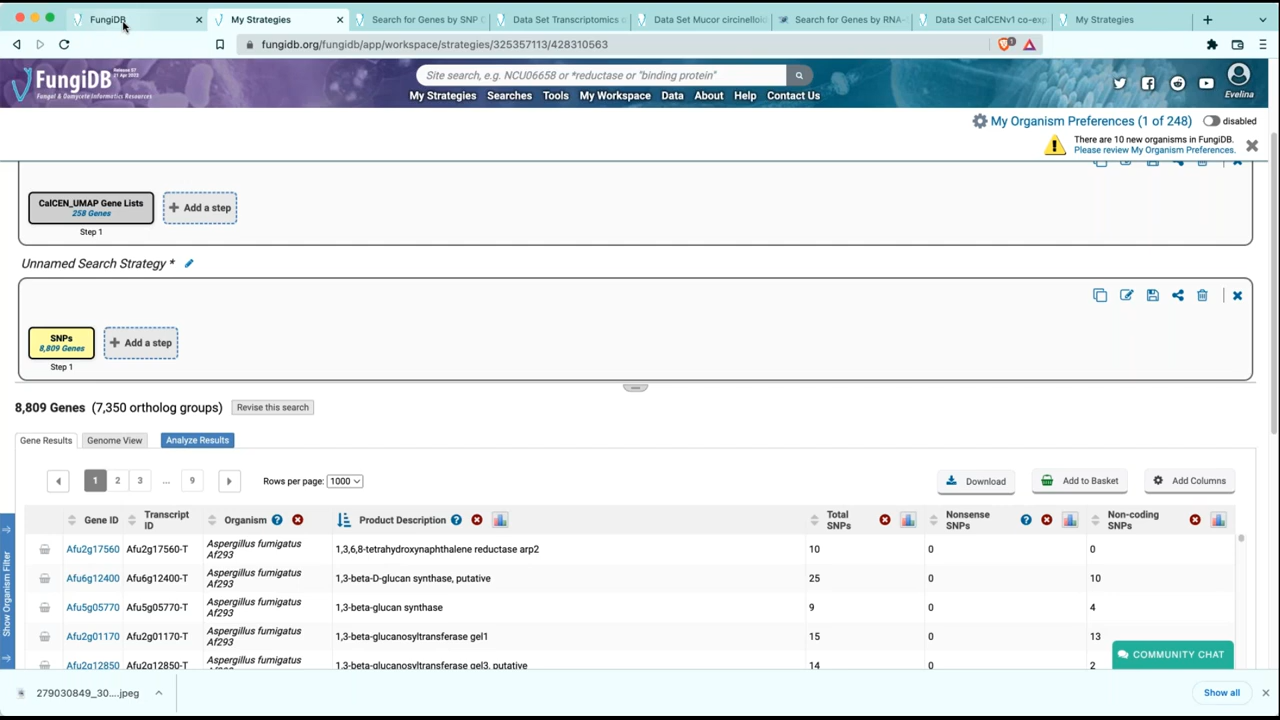 FungiDB
My Strategies
Search for Genes by SNP C
Data Set Transcriptomics o
Data Set Mucor circinelloid
Search for Genes by RNA-
Data Set CalCENv1 co-exp
My Strategies
fungidb.org/fungidb/app/workspace/strategies/325357113/428310563
1
FungiDB
Release 57
21 Apr 2022
Fungal & Oomycete Informatics Resources
Site search, e.g. NCU06658 or *reductase or "binding protein"
My Strategies Searches Tools My Workspace Data About Help Contact Us
Evelina
My Organism Preferences (1 of 248) disabled
There are 10 new organisms in FungiDB.
Please review My Organism Preferences.
CalCEN_UMAP Gene Lists
258 Genes
+ Add a step
Step 1
Unnamed Search Strategy *
SNPs
8,809 Genes
+ Add a step
Step 1
8,809 Genes (7,350 ortholog groups) Revise this search
Gene Results Genome View Analyze Results
1 2 3 ... 9 Rows per page: 1000 Download Add to Basket Add Columns
Gene ID Transcript ID Organism Product Description Total SNPs Nonsense SNPs Non-coding SNPs
Afu2g17560 Afu2g17560-T Aspergillus fumigatus Af293 1,3,6,8-tetrahydroxynaphthalene reductase arp2 10 0 0
Afu6g12400 Afu6g12400-T Aspergillus fumigatus Af293 1,3-beta-D-glucan synthase, putative 25 0 10
Afu5g05770 Afu5g05770-T Aspergillus fumigatus Af293 1,3-beta-glucan synthase 9 0 4
Afu2g01170 Afu2g01170-T Aspergillus fumigatus Af293 1,3-beta-glucanosyltransferase gel1 15 0 13
Afu2g12850 Afu2g12850-T Aspergillus fumigatus 1,3-beta-glucanosyltransferase gel3, putative 14 0 2
Show Organism Filter
COMMUNITY CHAT
279030849_30....jpeg
Show all